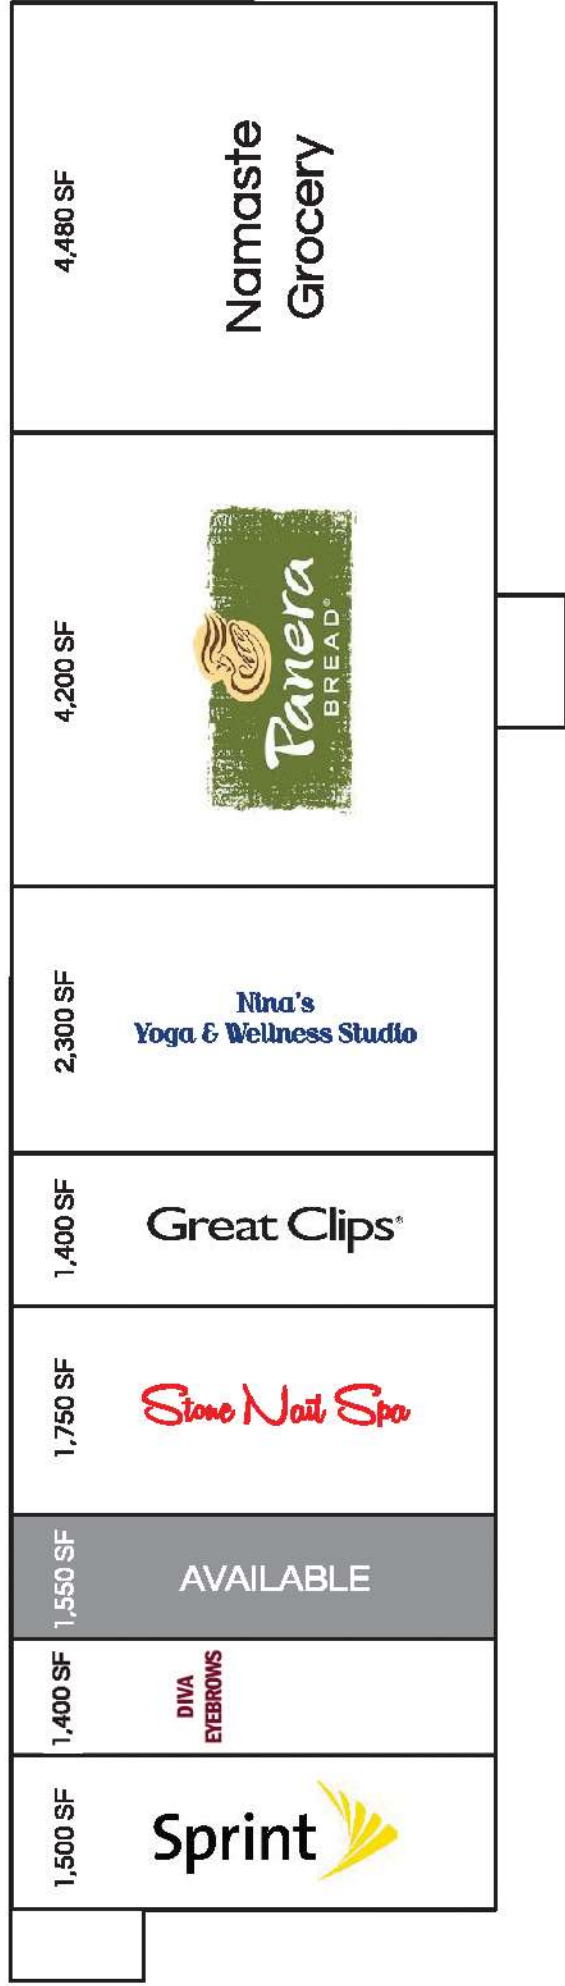 4,480 SF
Namaste
Grocery
4,200 SF
Panera
BREAD®
2,300 SF
Nina's
Yoga & Wellness Studio
1,400 SF
Great Clips®
1,750 SF
Stone Nail Spa
1,550 SF
AVAILABLE
1,400 SF
DIVA
EYEBROWS
1,500 SF
Sprint